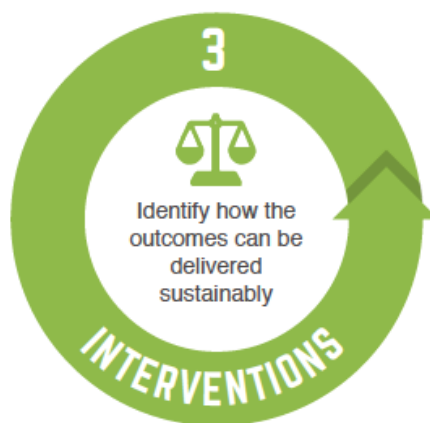 3
Identify how the
outcomes can be
delivered
sustainably
INTERVENTIONS